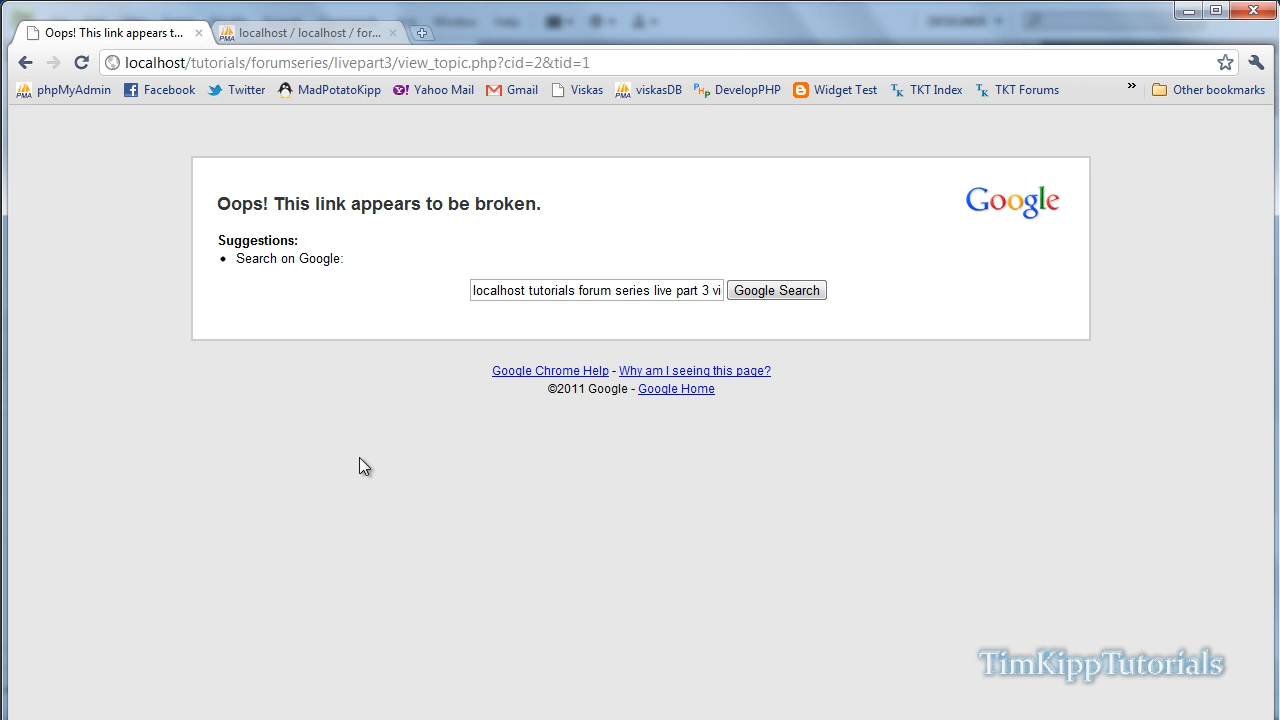 Oops! This link appears t...
localhost / localhost / for...
localhost/tutorials/forumseries/livepart3/view_topic.php?cid=2&tid=1
phpMyAdmin Facebook Twitter MadPotatoKipp Yahoo Mail Gmail Viskas viskasDB DevelopPHP Widget Test TKT Index TKT Forums » Other bookmarks
Oops! This link appears to be broken.
Google
Suggestions:
• Search on Google:
localhost tutorials forum series live part 3 vi Google Search
Google Chrome Help - Why am I seeing this page?
©2011 Google - Google Home
TimKippTutorials